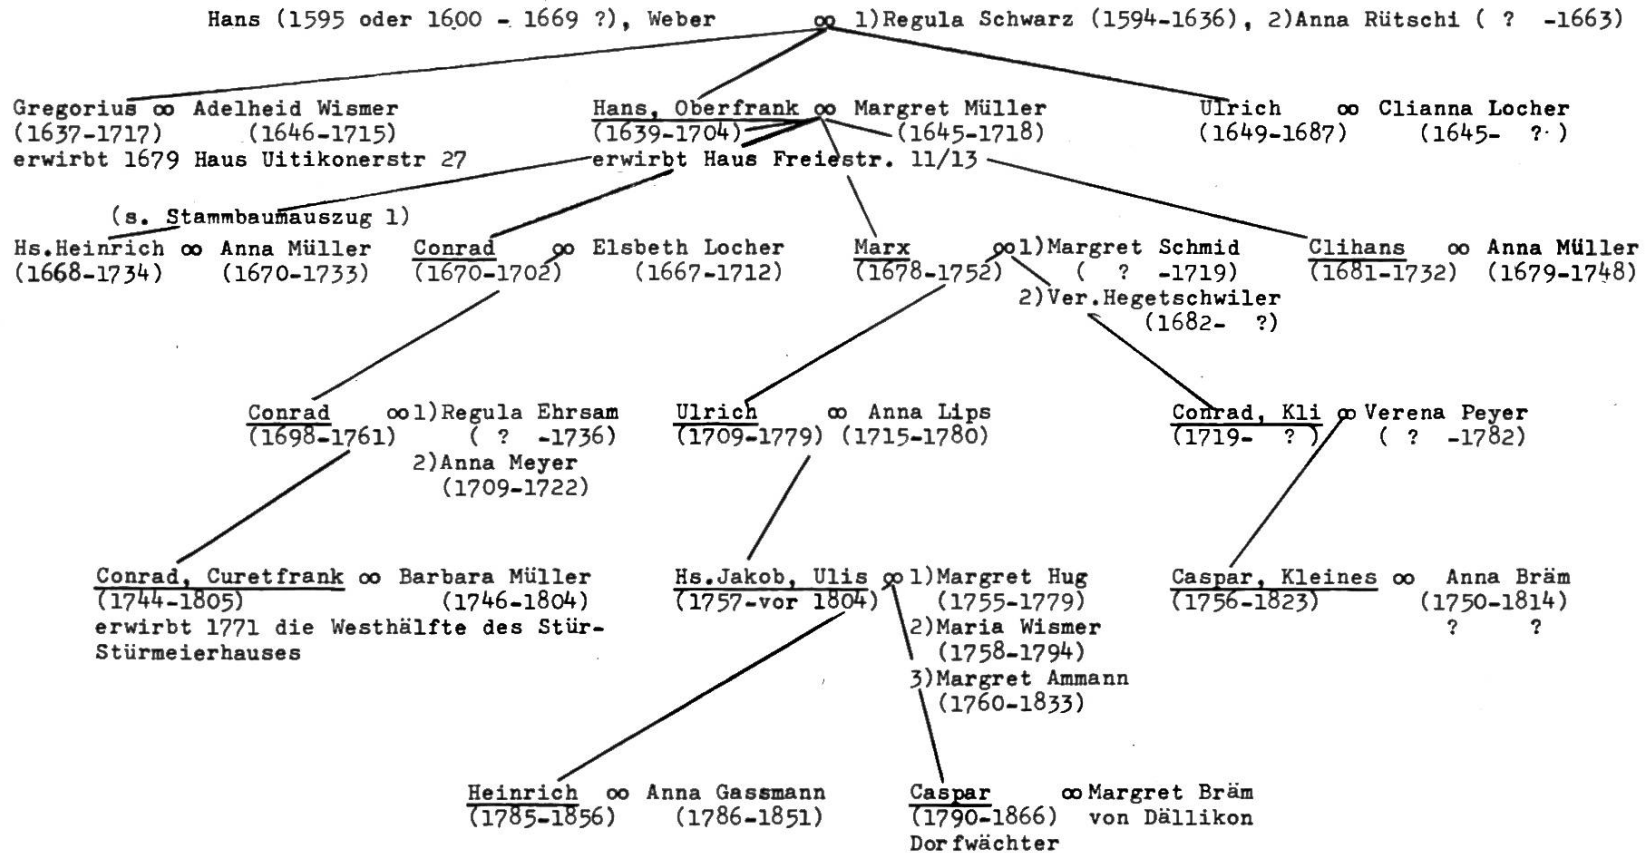 Hans (1595 oder 1600 - 1669 ?), Weber ∞ 1)Regula Schwarz (1594-1636), 2)Anna Rütschi ( ? -1663)
Gregorius ∞ Adelheid Wismer Hans, Oberfrank ∞ Margret Müller Ulrich ∞ Clianna Locher
(1637-1717) (1646-1715) (1639-1704) (1645-1718) (1649-1687) (1645- ? )
erwirbt 1679 Haus Uitikonerstr 27 erwirbt Haus Freiestr. 11/13
(s. Stammbaumauszug 1)
Hs.Heinrich ∞ Anna Müller Conrad ∞ Elsbeth Locher Marx ∞ 1)Margret Schmid Clihans ∞ Anna Müller
(1668-1734) (1670-1733) (1670-1702) (1667-1712) (1678-1752) ( ? -1719) (1681-1732) (1679-1748)
2)Ver.Hegetschwiler
(1682- ?)
Conrad ∞ 1)Regula Ehrsam Ulrich ∞ Anna Lips Conrad, Kli ∞ Verena Peyer
(1698-1761) ( ? -1736) (1709-1779) (1715-1780) (1719- ? ) ( ? -1782)
2)Anna Meyer
(1709-1722)
Conrad, Curetfrank ∞ Barbara Müller Hs.Jakob, Ulis ∞ 1)Margret Hug Caspar, Kleines ∞ Anna Bräm
(1744-1805) (1746-1804) (1757-vor 1804) (1755-1779) (1756-1823) (1750-1814)
erwirbt 1771 die Westhälfte des Stür- 2)Maria Wismer ? ?
Stürmeierhauses (1758-1794)
3)Margret Ammann
(1760-1833)
Heinrich ∞ Anna Gassmann Caspar ∞ Margret Bräm
(1785-1856) (1786-1851) (1790-1866) von Dällikon
Dorfwächter